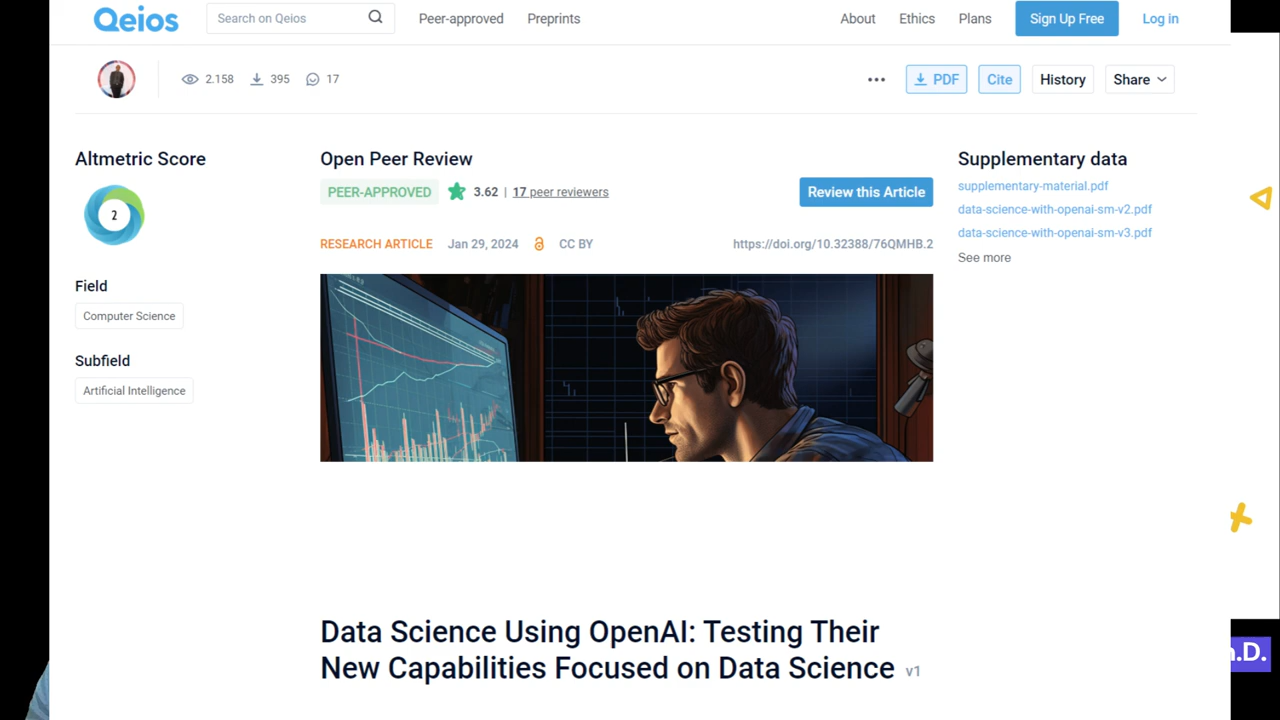 Qeios
Search on Qeios
Peer-approved
Preprints
About
Ethics
Plans
Sign Up Free
Log in
2.158
395
17
PDF
Cite
History
Share
Altmetric Score
2
Field
Computer Science
Subfield
Artificial Intelligence
Open Peer Review
PEER-APPROVED
3.62 | 17 peer reviewers
Review this Article
RESEARCH ARTICLE Jan 29, 2024 CC BY
https://doi.org/10.32388/76QMHB.2
Data Science Using OpenAI: Testing Their
New Capabilities Focused on Data Science v1
Supplementary data
supplementary-material.pdf
data-science-with-openai-sm-v2.pdf
data-science-with-openai-sm-v3.pdf
See more
.D.